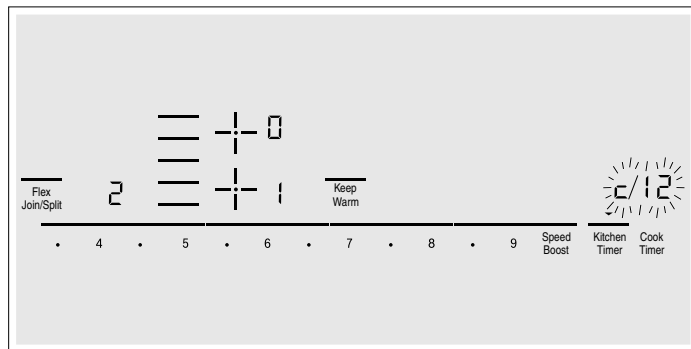 0
Flex
Join/Split
2
1
Keep
Warm
c/12
. 4 . 5 . 6 . 7 . 8 . 9
Speed
Boost
Kitchen
Timer
Cook
Timer